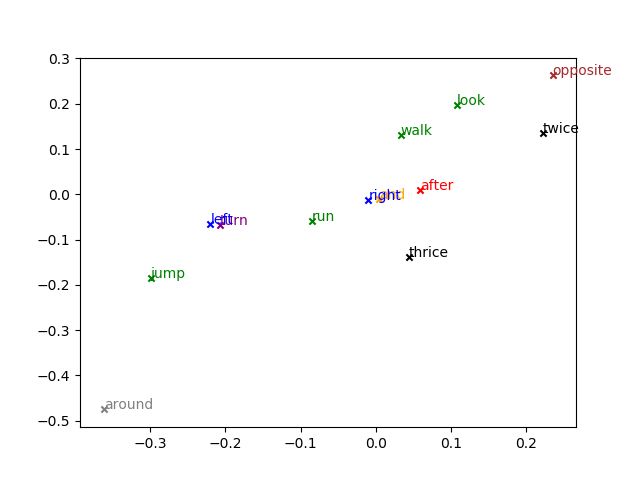 0.3
opposite
0.2
look
walk
twice
0.1
0.0
right
and
after
left
turn
run
−0.1
thrice
jump
−0.2
−0.3
−0.4
around
−0.5
−0.3 −0.2 −0.1 0.0 0.1 0.2